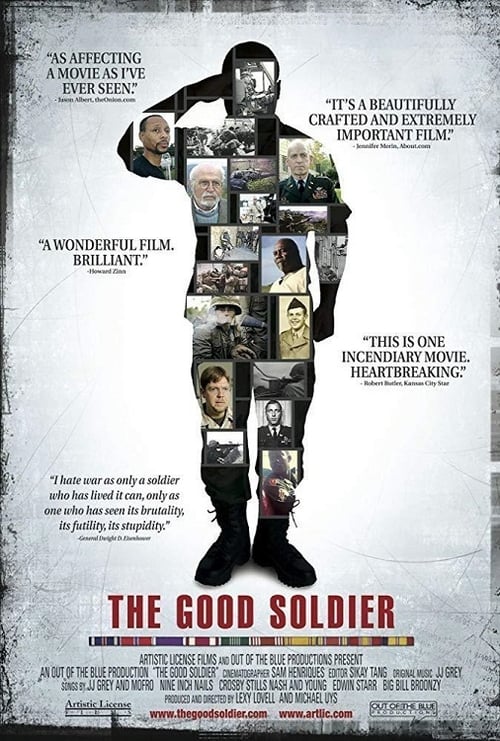 "AS AFFECTING
A MOVIE AS I'VE
EVER SEEN."
- Jason Albert, theOnion.com
"IT'S A BEAUTIFULLY
CRAFTED AND EXTREMELY
IMPORTANT FILM."
- Jennifer Merin, About.com
"A WONDERFUL FILM.
BRILLIANT."
-Howard Zinn
"THIS IS ONE
INCENDIARY MOVIE.
HEARTBREAKING."
- Robert Butler, Kansas City Star
"I hate war as only a soldier
who has lived it can, only as
one who has seen its brutality,
its futility, its stupidity."
-General Dwight D. Eisenhower
THE GOOD SOLDIER
ARTISTIC LICENSE FILMS AND OUT OF THE BLUE PRODUCTIONS PRESENT
AN OUT OF THE BLUE PRODUCTION "THE GOOD SOLDIER" CINEMATOGRAPHER SAM HENRIQUES EDITOR SIKAY TANG ORIGINAL MUSIC JJ GREY
SONGS BY JJ GREY AND MOFRO NINE INCH NAILS CROSBY STILLS NASH AND YOUNG EDWIN STARR BIG BILL BROONZY
PRODUCED AND DIRECTED BY LEXY LOVELL AND MICHAEL UYS
Artistic License
F I L M S
www.thegoodsoldier.com www.artlic.com
OUT OF THE BLUE
PRODUCTIONS